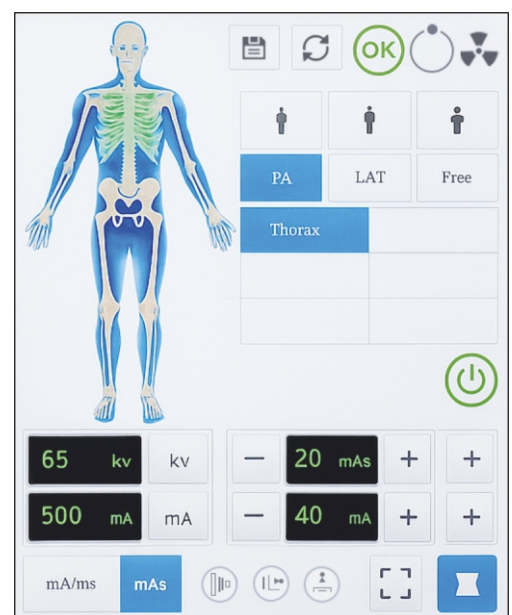 OK
PA LAT Free
Thorax
65 kv kv 20 mAs
500 mA mA 40 mA
mA/ms mAs